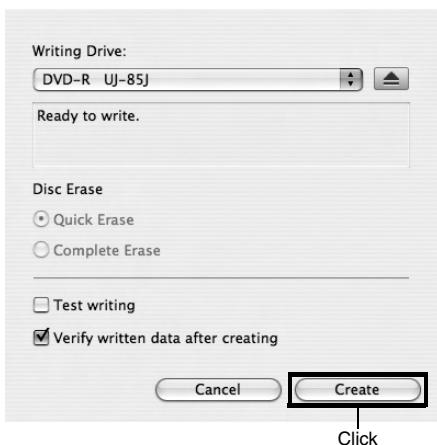 Writing Drive:
DVD-R UJ-85J
Ready to write.
Disc Erase
Quick Erase
Complete Erase
Test writing
Verify written data after creating
Cancel Create
Click